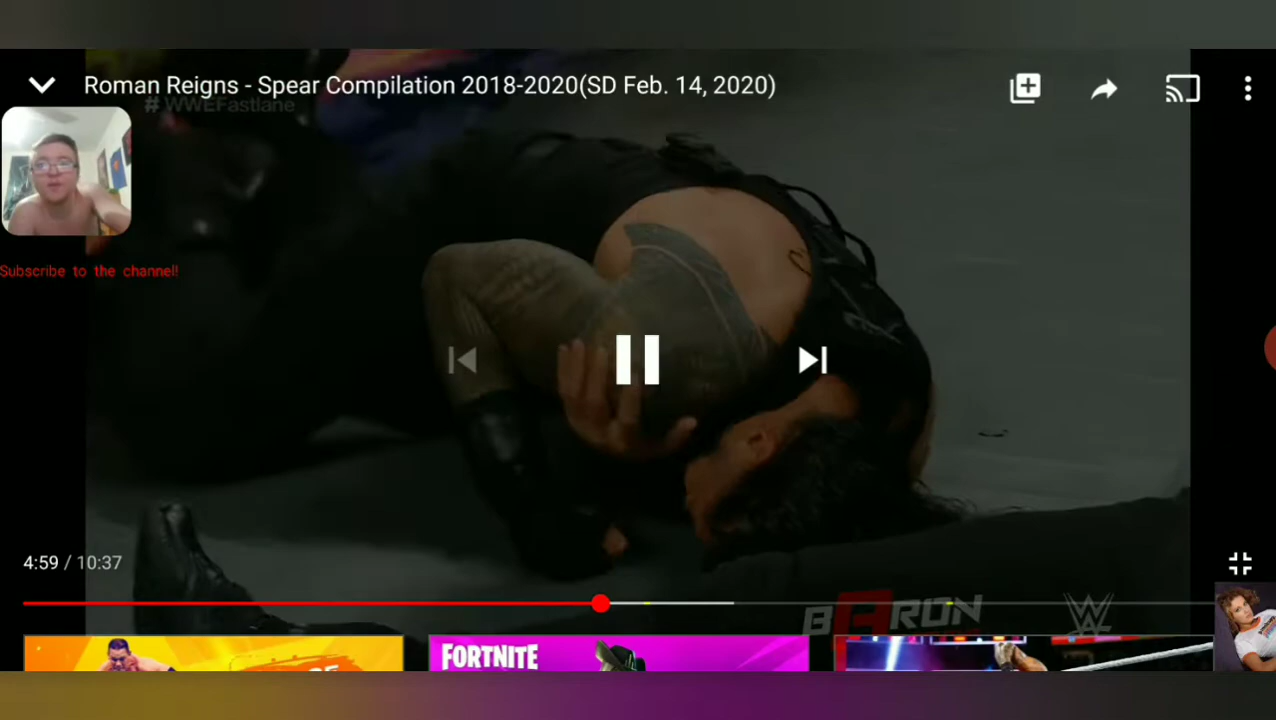 Roman Reigns - Spear Compilation 2018-2020(SD Feb. 14, 2020)
# WWEFastlane
Subscribe to the channel!
4:59 / 10:37
BARON
W
FORTNITE